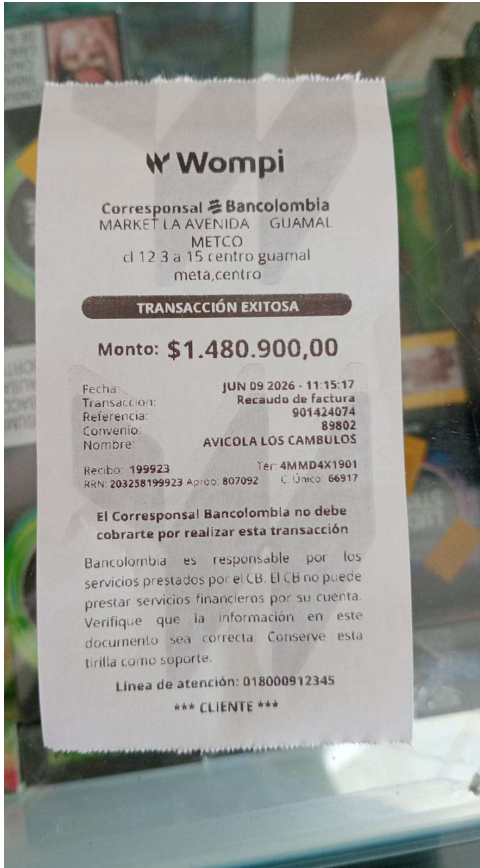 Wompi
Corresponsal Bancolombia
MARKET LA AVENIDA GUAMAL
METCO
cl 12 3 a 15 centro guamal
meta,centro
TRANSACCIÓN EXITOSA
Monto: $1.480.900,00
Fecha: JUN 09 2026 - 11:15:17
Transacción: Recaudo de factura
Referencia: 901424074
Convenio: 89802
Nombre: AVICOLA LOS CAMBULOS
Recibo: 199923 Ter: 4MMD4X1901
RRN: 203258199923 Aprob: 807092 C. Único: 66917
El Corresponsal Bancolombia no debe
cobrarte por realizar esta transacción
Bancolombia es responsable por los
servicios prestados por el CB. El CB no puede
prestar servicios financieros por su cuenta.
Verifique que la información en este
documento sea correcta. Conserve esta
tirilla como soporte.
Línea de atención: 018000912345
*** CLIENTE ***